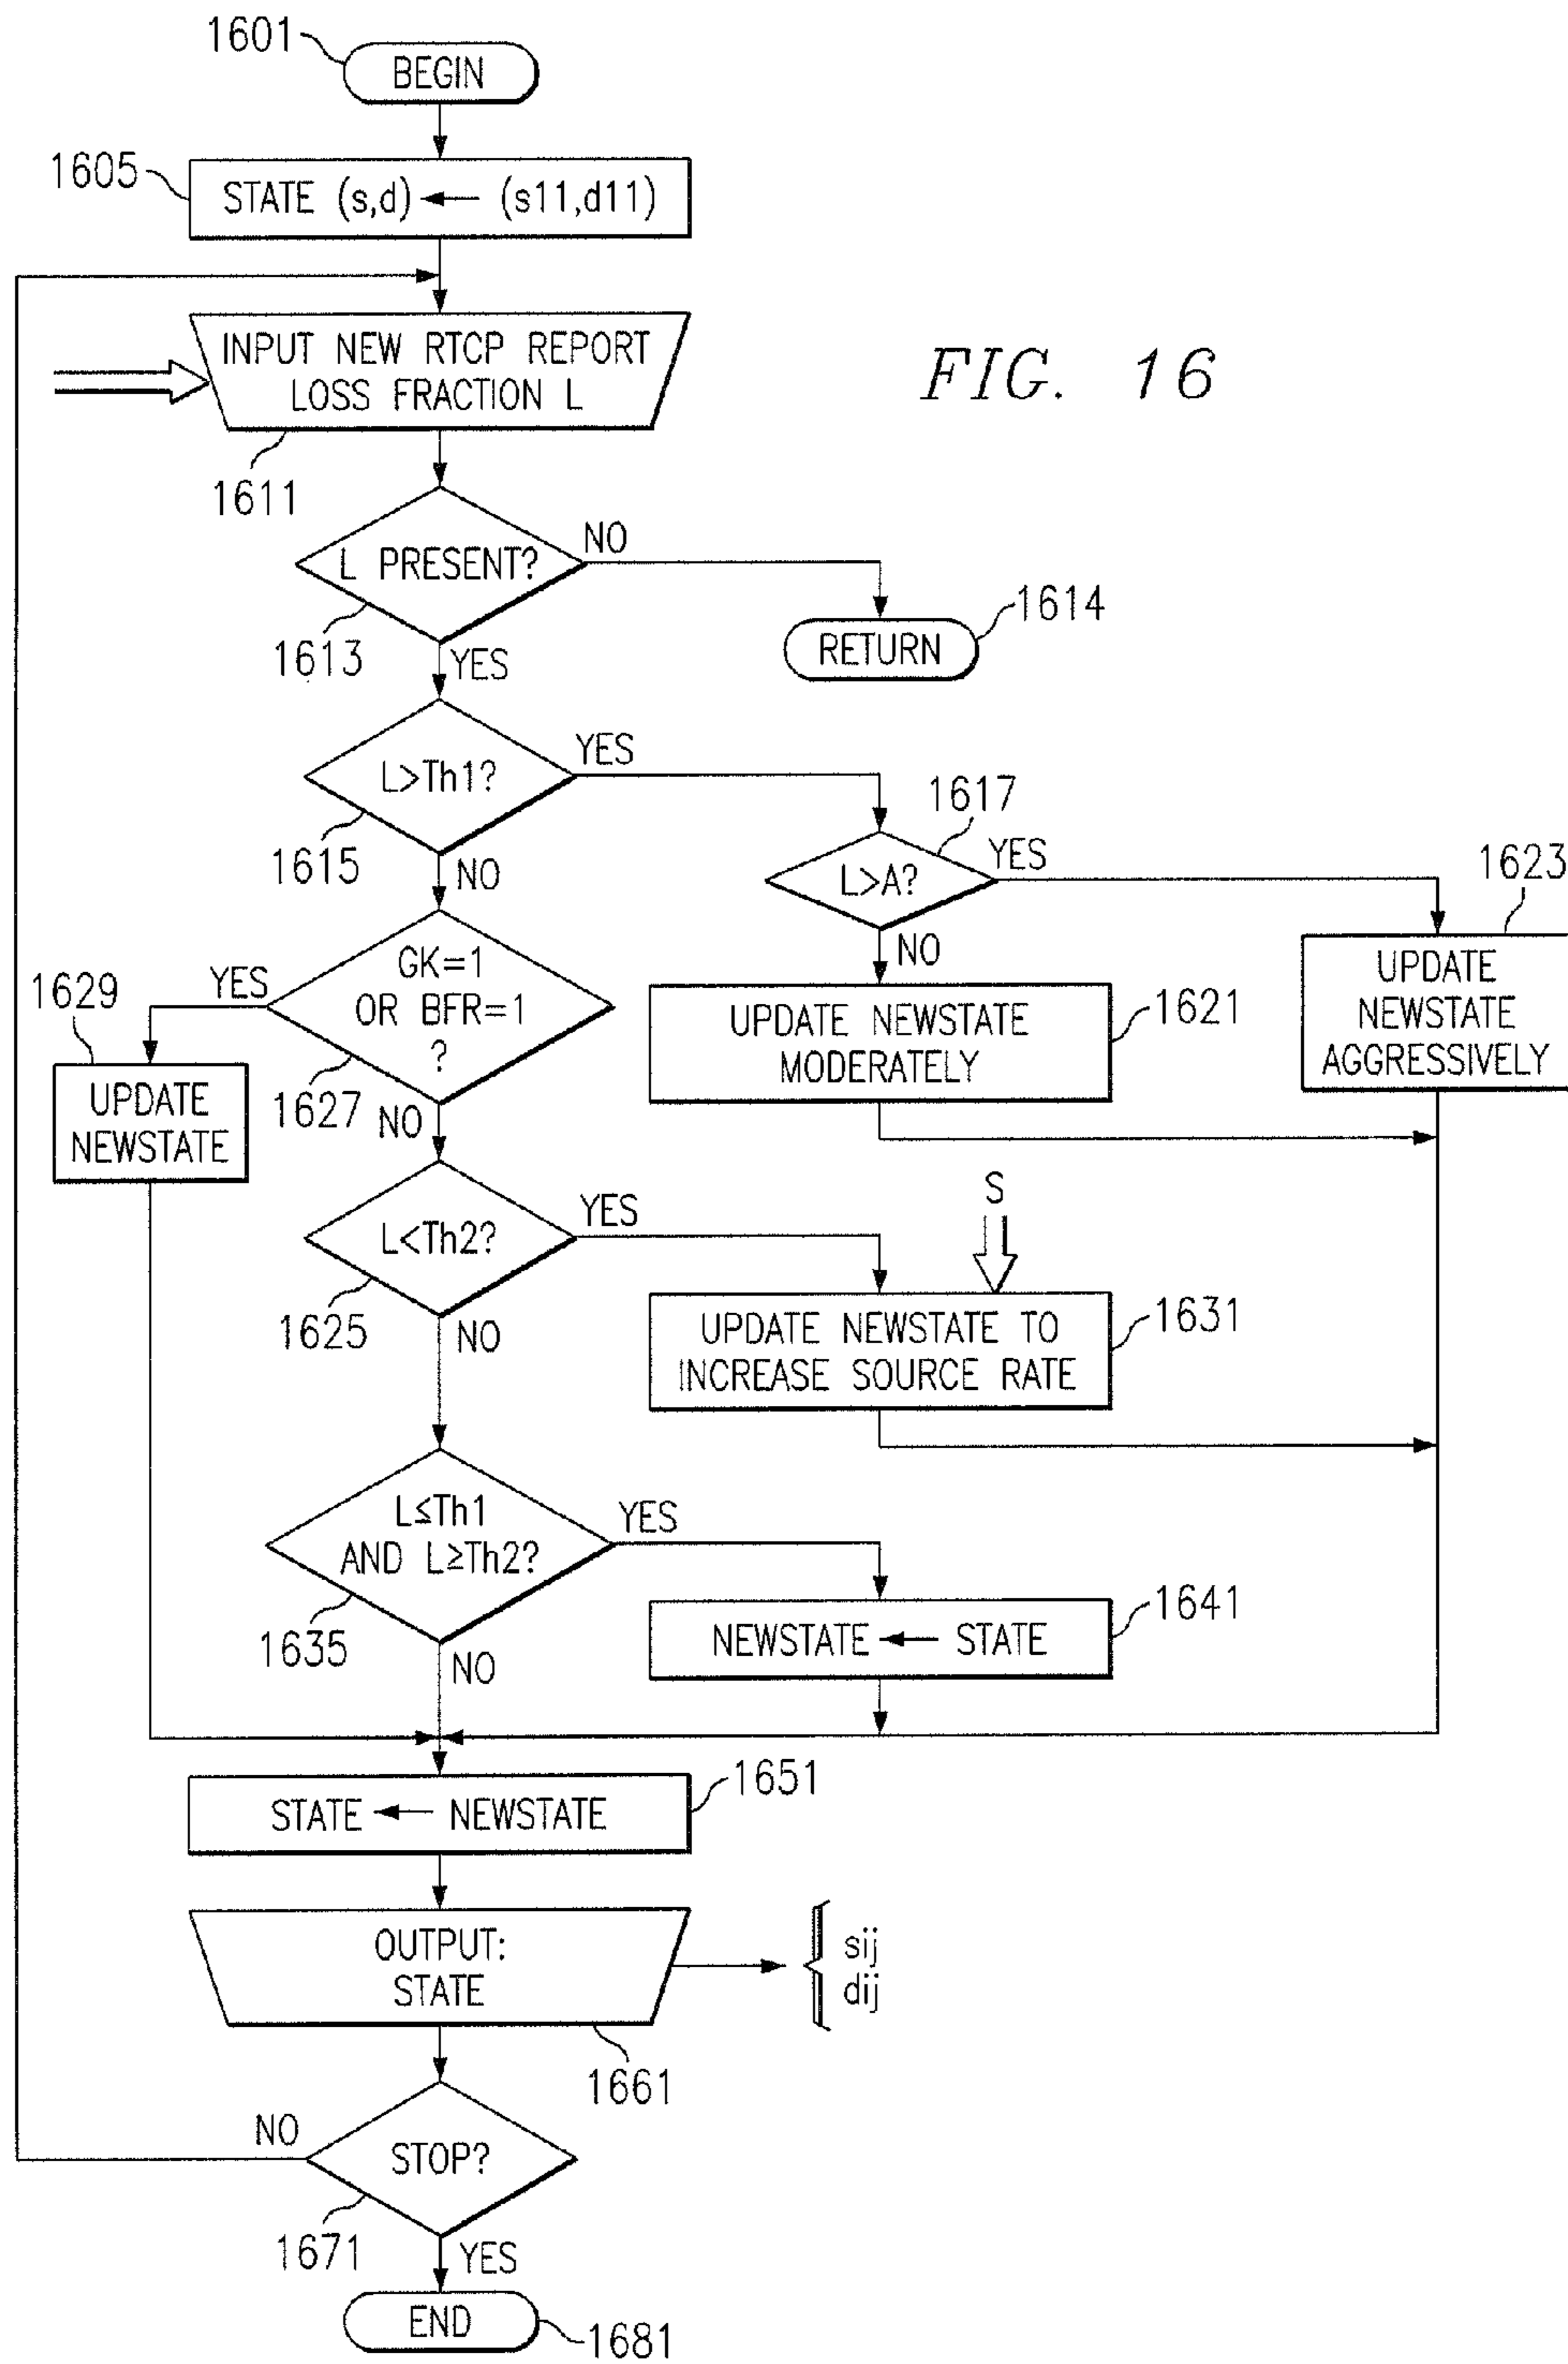 1601
BEGIN
1605
STATE (s,d) ← (s11,d11)
INPUT NEW RTCP REPORT
LOSS FRACTION L
FIG. 16
1611
L PRESENT?
NO
1613
YES
1614
RETURN
L>Th1?
YES
1615
NO
1617
L>A?
YES
NO
1623
UPDATE
NEWSTATE
AGGRESSIVELY
1629
YES
GK=1
OR BFR=1
?
1627
NO
UPDATE NEWSTATE
MODERATELY
1621
UPDATE
NEWSTATE
L<Th2?
YES
S
1625
NO
UPDATE NEWSTATE TO
INCREASE SOURCE RATE
1631
L≤Th1
AND L≥Th2?
YES
1635
NO
NEWSTATE ← STATE
1641
1651
STATE ← NEWSTATE
OUTPUT:
STATE
sij
dij
1661
NO
STOP?
1671
YES
END
1681